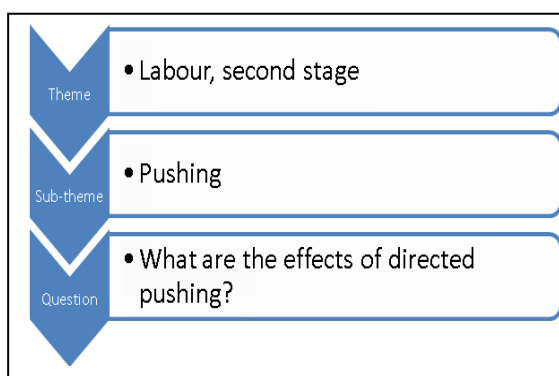 Theme
• Labour, second stage
Sub-theme
• Pushing
Question
• What are the effects of directed
pushing?